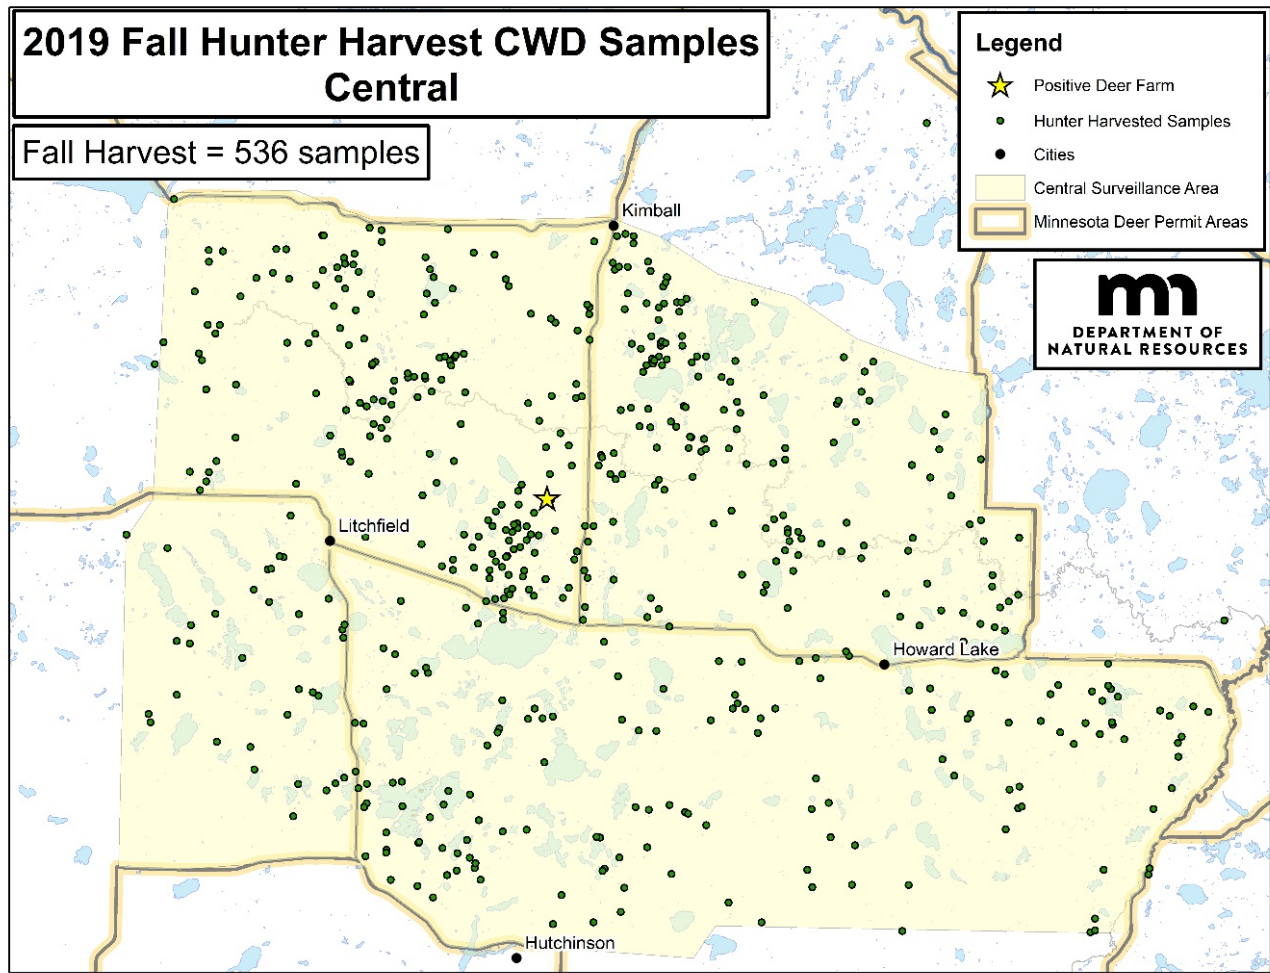 2019 Fall Hunter Harvest CWD Samples
Central
Fall Harvest = 536 samples
Legend
Positive Deer Farm
Hunter Harvested Samples
Cities
Central Surveillance Area
Minnesota Deer Permit Areas
mn
DEPARTMENT OF
NATURAL RESOURCES
Kimball
Litchfield
Howard Lake
Hutchinson